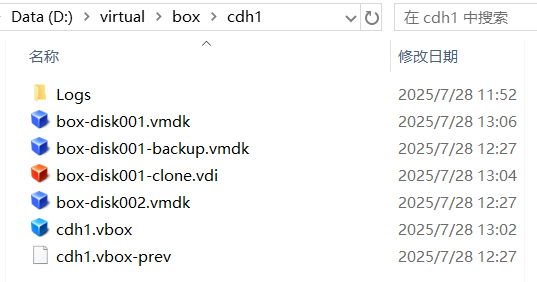 Data (D:) > virtual > box > cdh1 在 cdh1 中搜索
名称 修改日期
Logs 2025/7/28 11:52
box-disk001.vmdk 2025/7/28 13:06
box-disk001-backup.vmdk 2025/7/28 12:27
box-disk001-clone.vdi 2025/7/28 13:04
box-disk002.vmdk 2025/7/28 12:27
cdh1.vbox 2025/7/28 13:02
cdh1.vbox-prev 2025/7/28 12:27